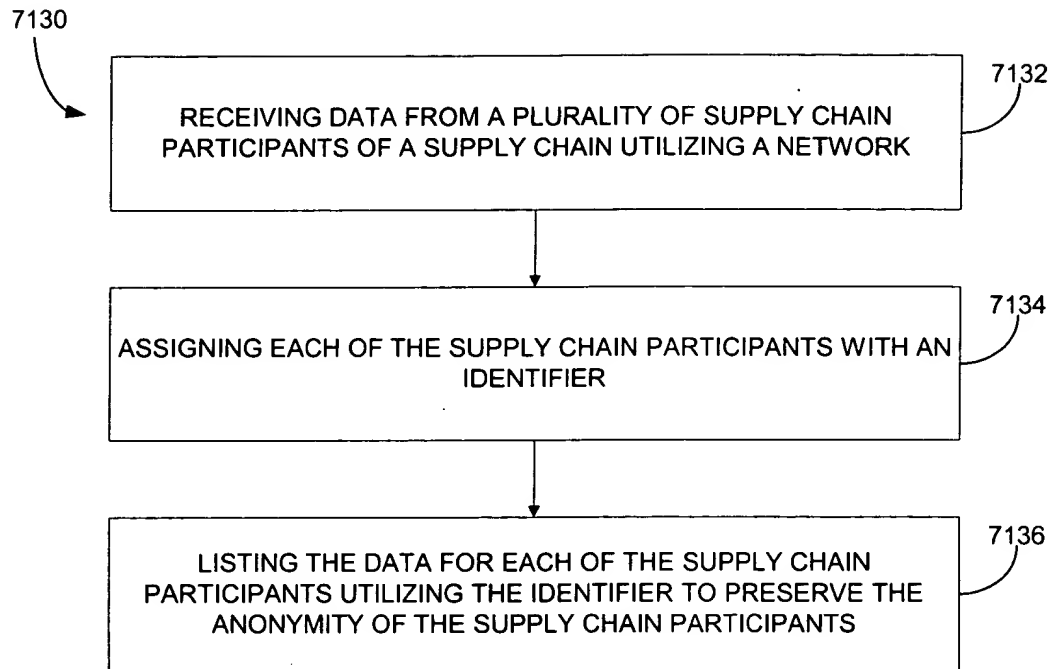 7130
7132
RECEIVING DATA FROM A PLURALITY OF SUPPLY CHAIN
PARTICIPANTS OF A SUPPLY CHAIN UTILIZING A NETWORK
7134
ASSIGNING EACH OF THE SUPPLY CHAIN PARTICIPANTS WITH AN
IDENTIFIER
7136
LISTING THE DATA FOR EACH OF THE SUPPLY CHAIN
PARTICIPANTS UTILIZING THE IDENTIFIER TO PRESERVE THE
ANONYMITY OF THE SUPPLY CHAIN PARTICIPANTS